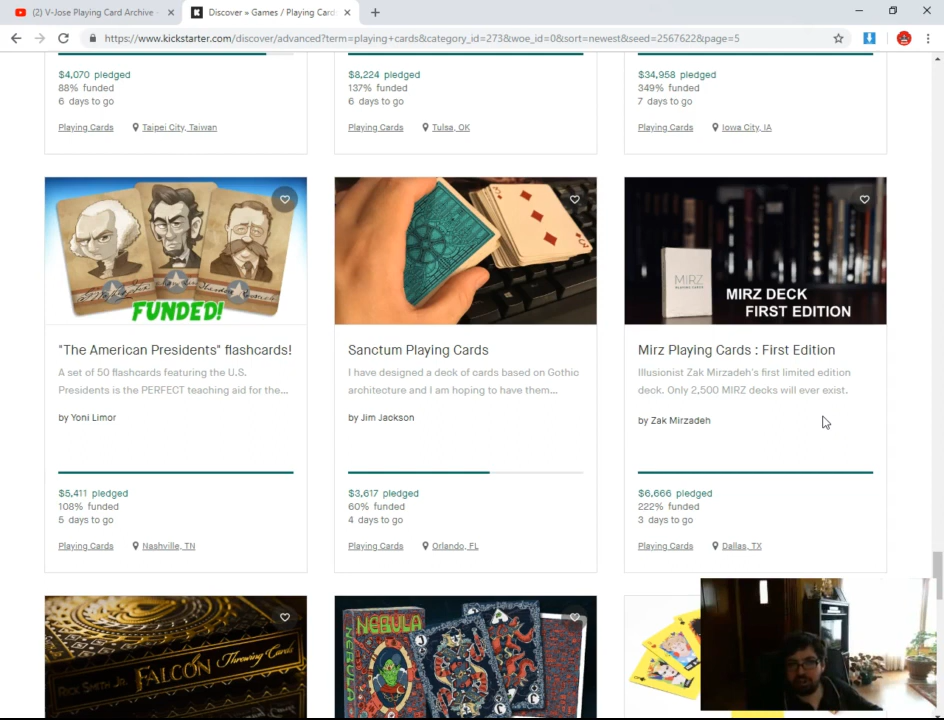 (2) V-Jose Playing Card Archive -
Discover » Games / Playing Cards
https://www.kickstarter.com/discover/advanced?term=playing+cards&category_id=273&woe_id=0&sort=newest&seed=2567622&page=5
$4,070 pledged
88% funded
6 days to go
Playing Cards Taipei City, Taiwan
$8,224 pledged
137% funded
6 days to go
Playing Cards Tulsa, OK
$34,958 pledged
349% funded
7 days to go
Playing Cards Iowa City, IA
FUNDED!
"The American Presidents" flashcards!
A set of 50 flashcards featuring the U.S.
Presidents is the PERFECT teaching aid for the...
by Yoni Limor
$5,411 pledged
108% funded
5 days to go
Playing Cards Nashville, TN
Sanctum Playing Cards
I have designed a deck of cards based on Gothic
architecture and I am hoping to have them...
by Jim Jackson
$3,617 pledged
60% funded
4 days to go
Playing Cards Orlando, FL
MIRZ
PLAYING CARDS
MIRZ DECK
FIRST EDITION
Mirz Playing Cards : First Edition
Illusionist Zak Mirzadeh's first limited edition
deck. Only 2,500 MIRZ decks will ever exist.
by Zak Mirzadeh
$6,666 pledged
222% funded
3 days to go
Playing Cards Dallas, TX
RICK SMITH JR.
FALCON
Throwing Cards
NEBULA
NEBULA